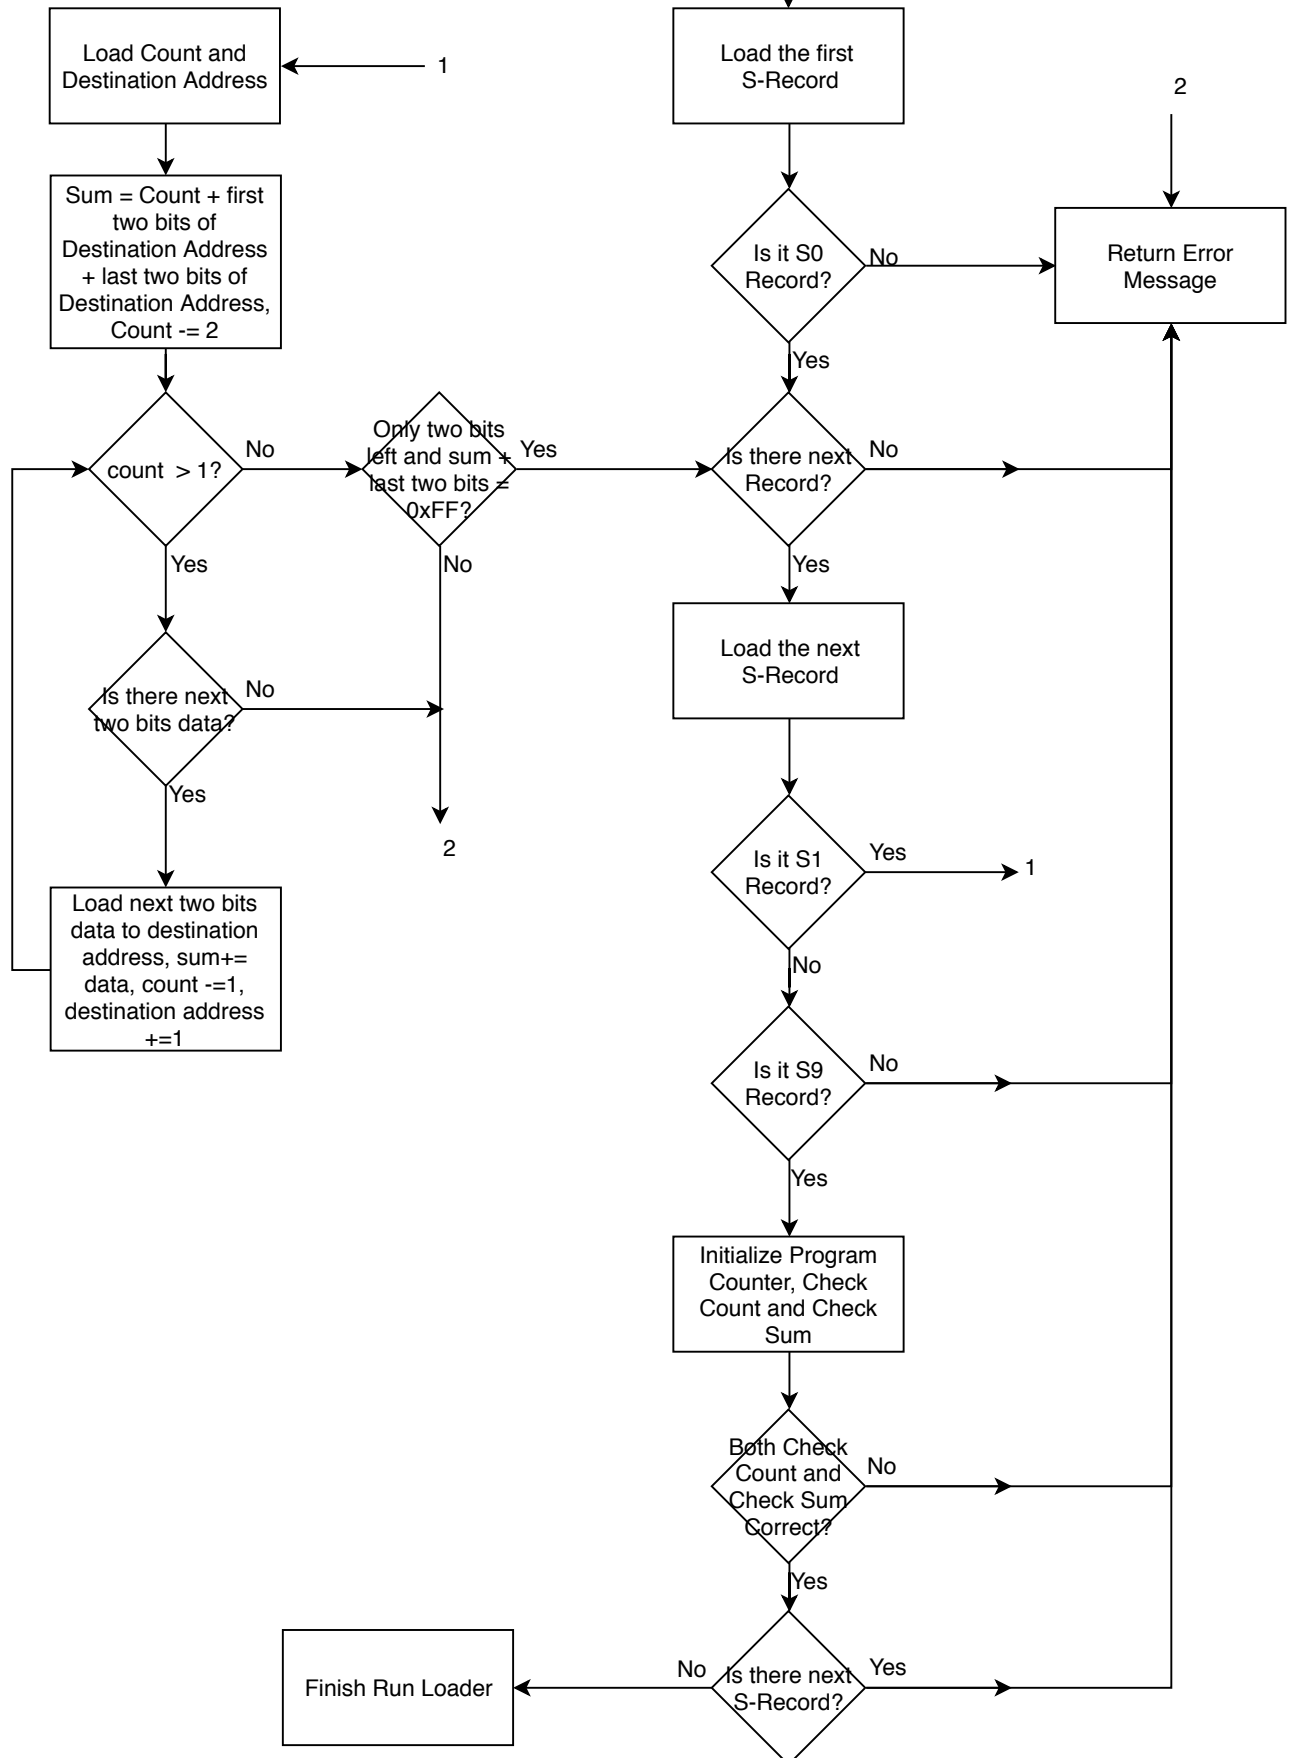 Load Count and
Destination Address
1
Sum = Count + first
two bits of
Destination Address
+ last two bits of
Destination Address,
Count -= 2
count > 1?
No
Yes
Only two bits
left and sum +
last two bits =
0xFF?
Yes
No
Is there next
two bits data?
No
Yes
2
Load next two bits
data to destination
address, sum+=
data, count -=1,
destination address
+=1
Load the first
S-Record
2
Is it S0
Record?
No
Return Error
Message
Yes
Is there next
Record?
No
Yes
Load the next
S-Record
Is it S1
Record?
Yes
1
No
Is it S9
Record?
No
Yes
Initialize Program
Counter, Check
Count and Check
Sum
Both Check
Count and
Check Sum
Correct?
No
Yes
Is there next
S-Record?
No
Yes
Finish Run Loader